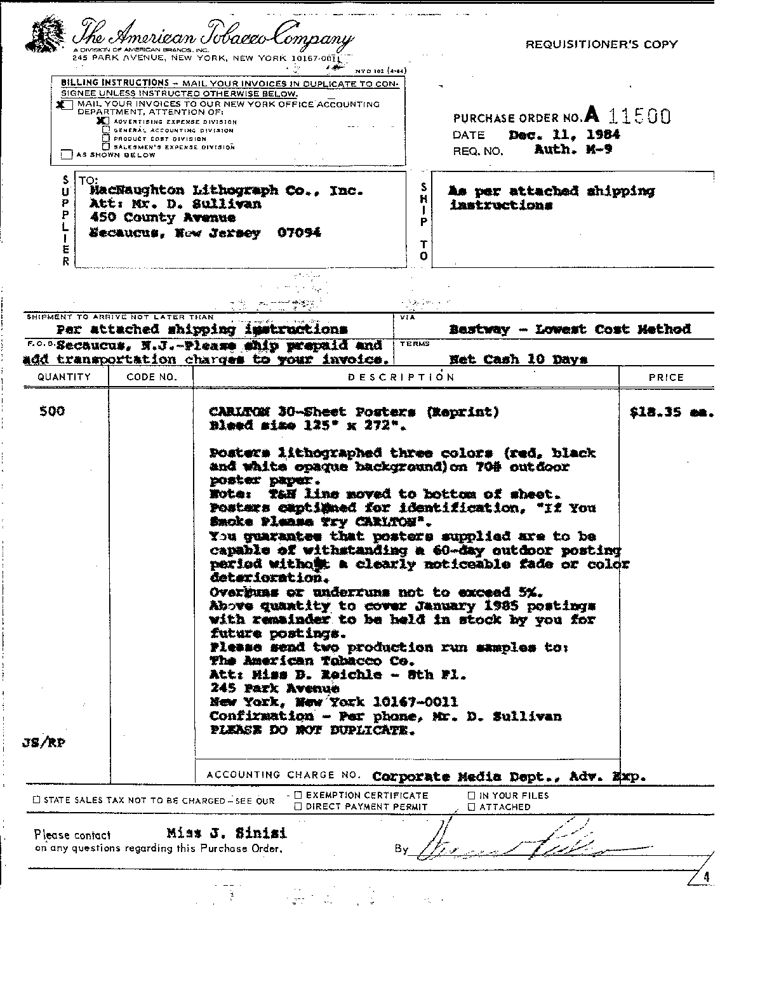 The American Tobacco Company
REQUISITIONER'S COPY
A DIVISION OF AMERICAN BRANDS, INC.
245 PARK AVENUE, NEW YORK, NEW YORK 10167-0011
NYO 102 (4-84)
BILLING INSTRUCTIONS – MAIL YOUR INVOICES IN DUPLICATE TO CON-
SIGNEE UNLESS INSTRUCTED OTHERWISE BELOW.
X MAIL YOUR INVOICES TO OUR NEW YORK OFFICE ACCOUNTING
DEPARTMENT, ATTENTION OF:
X ADVERTISING EXPENSE DIVISION
GENERAL ACCOUNTING DIVISION
PRODUCT COST DIVISION
SALESMEN'S EXPENSE DIVISION
AS SHOWN BELOW
PURCHASE ORDER NO. A 11500
DATE Dec. 11, 1984
REQ. NO. Auth. M-9
SUPPLIER
TO:
MacNaughton Lithograph Co., Inc.
Att: Mr. D. Sullivan
450 County Avenue
Secaucus, New Jersey 07094
SHIP TO
As per attached shipping
instructions
SHIPMENT TO ARRIVE NOT LATER THAN
Per attached shipping instructions
VIA
Bestway - Lowest Cost Method
F.O.B. Secaucus, N.J.-Please ship prepaid and
add transportation charges to your invoice.
TERMS
Net Cash 10 Days
QUANTITY CODE NO. DESCRIPTION PRICE
500 CARLTON 30-Sheet Posters (Reprint) $18.35 ea.
Bleed size 125" x 272".
Posters lithographed three colors (red, black
and white opaque background)on 70# outdoor
poster paper.
Note: T&N line moved to bottom of sheet.
Posters captioned for identification, "If You
Smoke Please Try CARLTON".
You guarantee that posters supplied are to be
capable of withstanding a 60-day outdoor posting
period without a clearly noticeable fade or color
deterioration.
Overruns or underruns not to exceed 5%.
Above quantity to cover January 1985 postings
with remainder to be held in stock by you for
future postings.
Please send two production run samples to:
The American Tobacco Co.
Att: Miss B. Reichle - 8th Fl.
245 Park Avenue
New York, New York 10167-0011
Confirmation - Per phone, Mr. D. Sullivan
PLEASE DO NOT DUPLICATE.
JS/RP
ACCOUNTING CHARGE NO. Corporate Media Dept., Adv. Exp.
STATE SALES TAX NOT TO BE CHARGED – SEE OUR
EXEMPTION CERTIFICATE
DIRECT PAYMENT PERMIT
IN YOUR FILES
ATTACHED
Please contact Miss J. Sinisi
on any questions regarding this Purchase Order.
By
4